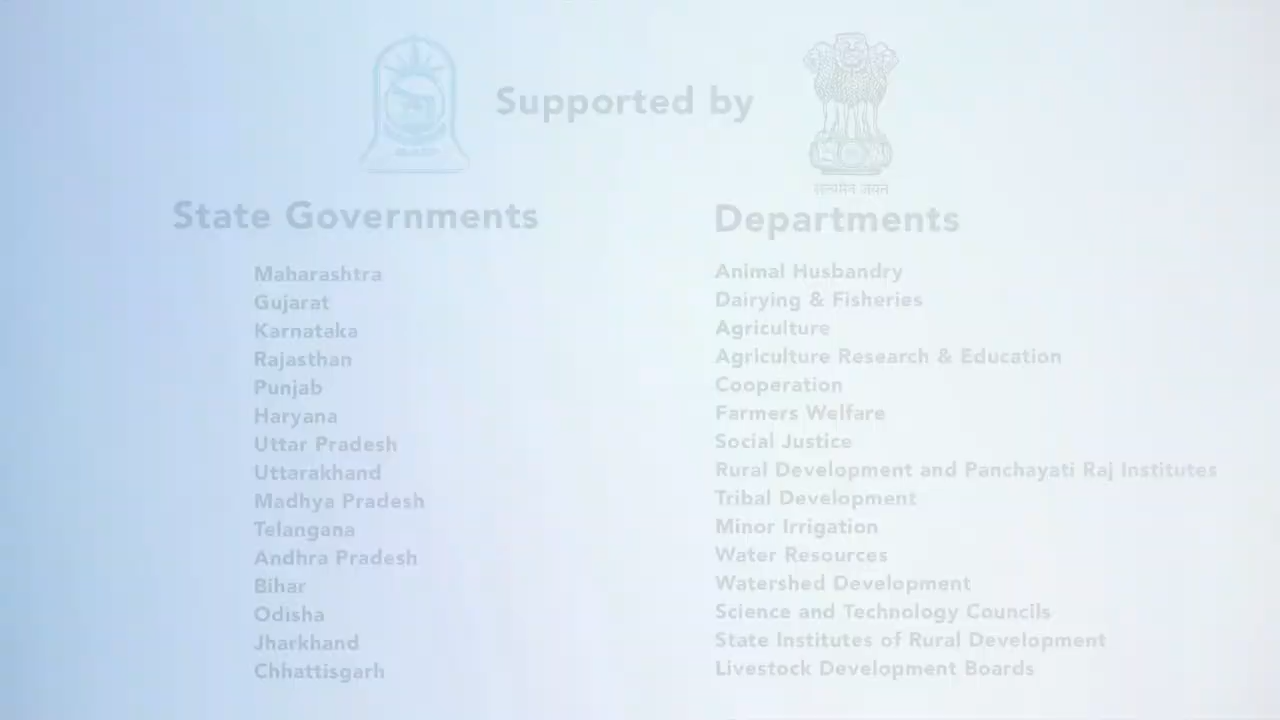 Supported by
सत्यमेव जयते
State Governments
Maharashtra
Gujarat
Karnataka
Rajasthan
Punjab
Haryana
Uttar Pradesh
Uttarakhand
Madhya Pradesh
Telangana
Andhra Pradesh
Bihar
Odisha
Jharkhand
Chhattisgarh
Departments
Animal Husbandry
Dairying & Fisheries
Agriculture
Agriculture Research & Education
Cooperation
Farmers Welfare
Social Justice
Rural Development and Panchayati Raj Institutes
Tribal Development
Minor Irrigation
Water Resources
Watershed Development
Science and Technology Councils
State Institutes of Rural Development
Livestock Development Boards